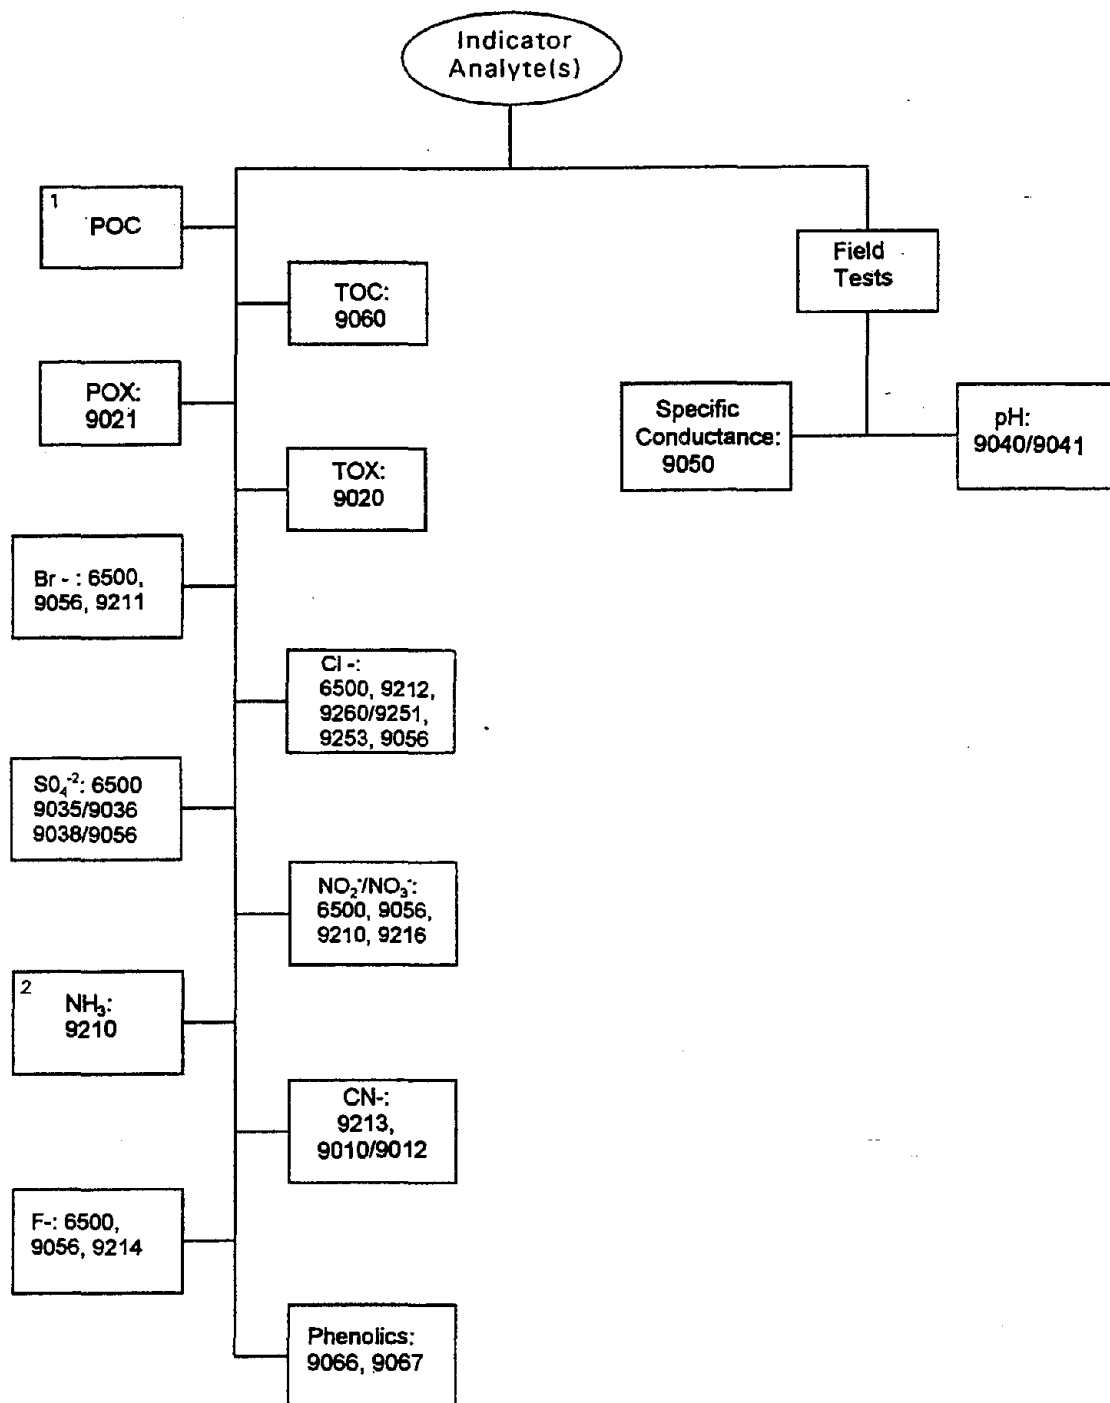 Indicator
Analyte(s)
1
POC
Field
Tests
TOC:
9060
POX:
9021
Specific
Conductance:
9050
pH:
9040/9041
TOX:
9020
Br - : 6500,
9056, 9211
Cl -:
6500, 9212,
9260/9251,
9253, 9056
S0₄⁻²: 6500
9035/9036
9038/9056
NO₂⁻/NO₃⁻:
6500, 9056,
9210, 9216
2
NH₃:
9210
CN-:
9213,
9010/9012
F-: 6500,
9056, 9214
Phenolics:
9066, 9067